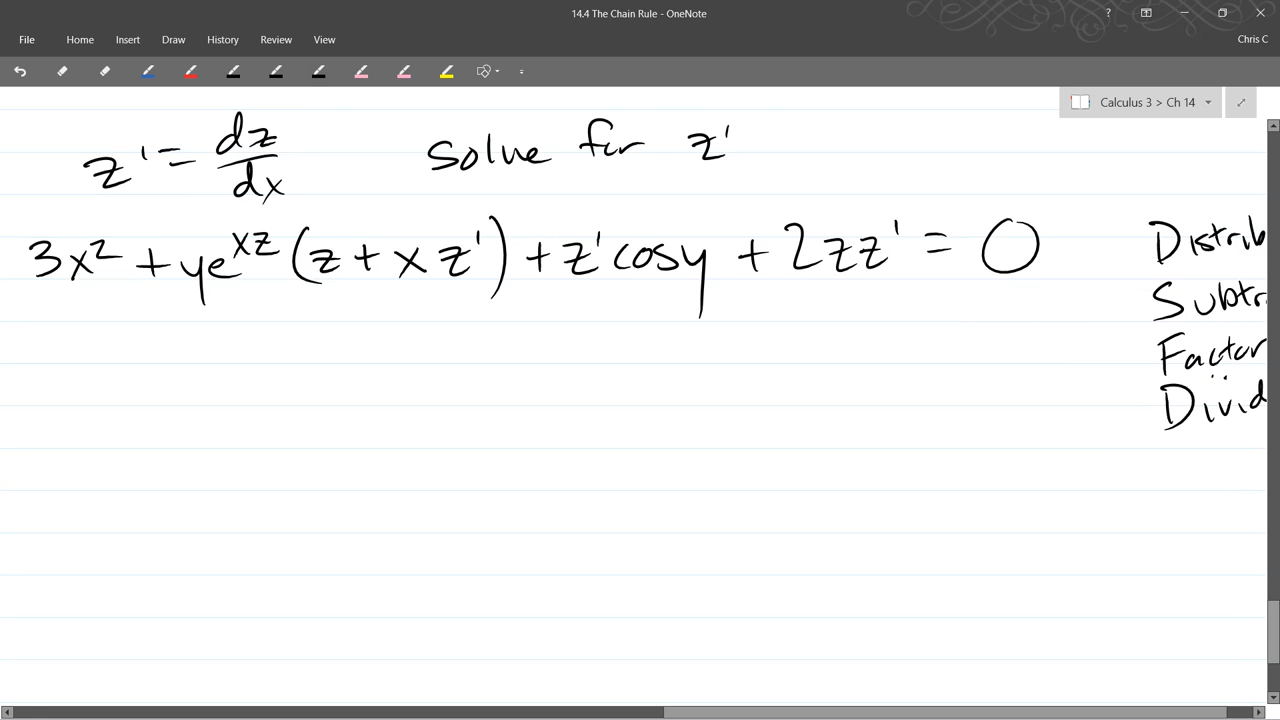 14.4 The Chain Rule - OneNote
File Home Insert Draw History Review View
Chris C
Calculus 3 > Ch 14
z' = dz/dx solve for z'
3x² + ye^xz (z + x z') + z' cosy + 2zz' = 0
Distrib
Subtr
Factor
Divid